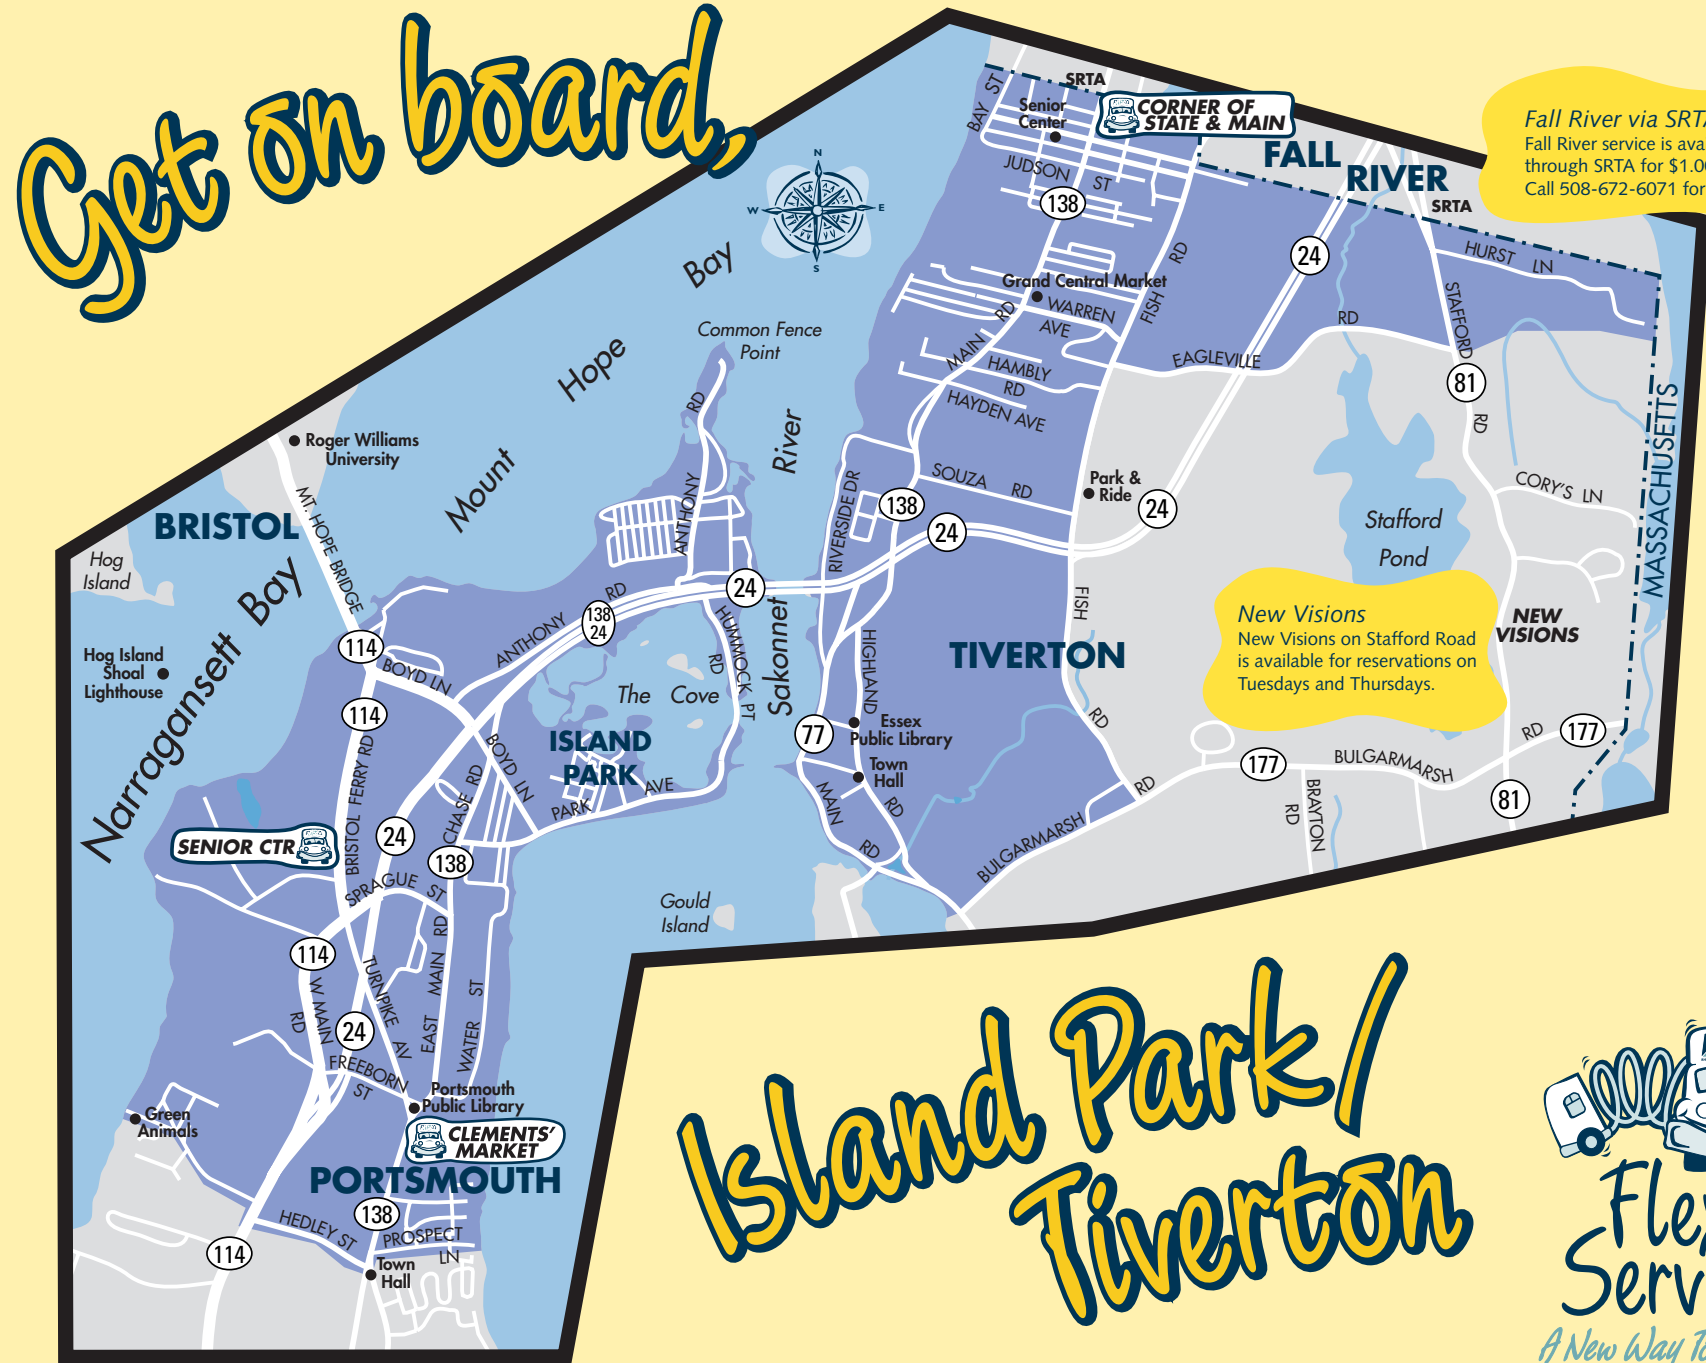 Get on board,
N
W
E
S
Mount
Hope
Bay
BAY ST
SRTA
Senior
Center
CORNER OF
STATE & MAIN
JUDSON ST
138
FALL
RIVER
SRTA
Fall River via
Fall River service is
through SRTA for
Call 508-672-6071 for
HURST LN
24
STAFFORD
RD
81
FISH RD
Grand Central Market
WARREN
AVE
MAIN RD
HAMBLY
RD
HAYDEN AVE
EAGLEVILLE
RD
MASSACHUSETTS
CORY'S LN
Common Fence
Point
ANTHONY
RD
River
Sakonnet
RIVERSIDE DR
138
SOUZA RD
Park &
Ride
24
24
Stafford
Pond
Roger Williams
University
MT. HOPE BRIDGE
BRISTOL
Hog
Island
Narragansett Bay
Hog Island
Shoal
Lighthouse
114
BOYD LN
114
ANTHONY RD
138
24
24
HUMMOCK PT
RD
The Cove
ISLAND
PARK
BOYD LN
PARK AVE
HIGHLAND
RD
FISH
RD
TIVERTON
New Visions
New Visions on Stafford Road
is available for reservations on
Tuesdays and Thursdays.
NEW
VISIONS
77
Essex
Public Library
Town
Hall
MAIN
RD
BULGARMARSH
RD
177
BULGARMARSH
RD
177
BRAYTON
RD
81
BRISTOL FERRY RD
SENIOR CTR
24
CHASE RD
138
SPRAGUE ST
Gould
Island
114
W MAIN
RD
TURNPIKE AV
24
EAST MAIN RD
WATER ST
FREEBORN
ST
Portsmouth
Public Library
CLEMENTS'
MARKET
Green
Animals
PORTSMOUTH
138
HEDLEY ST
PROSPECT
LN
114
Town
Hall
Island Park/
Tiverton
A New Way